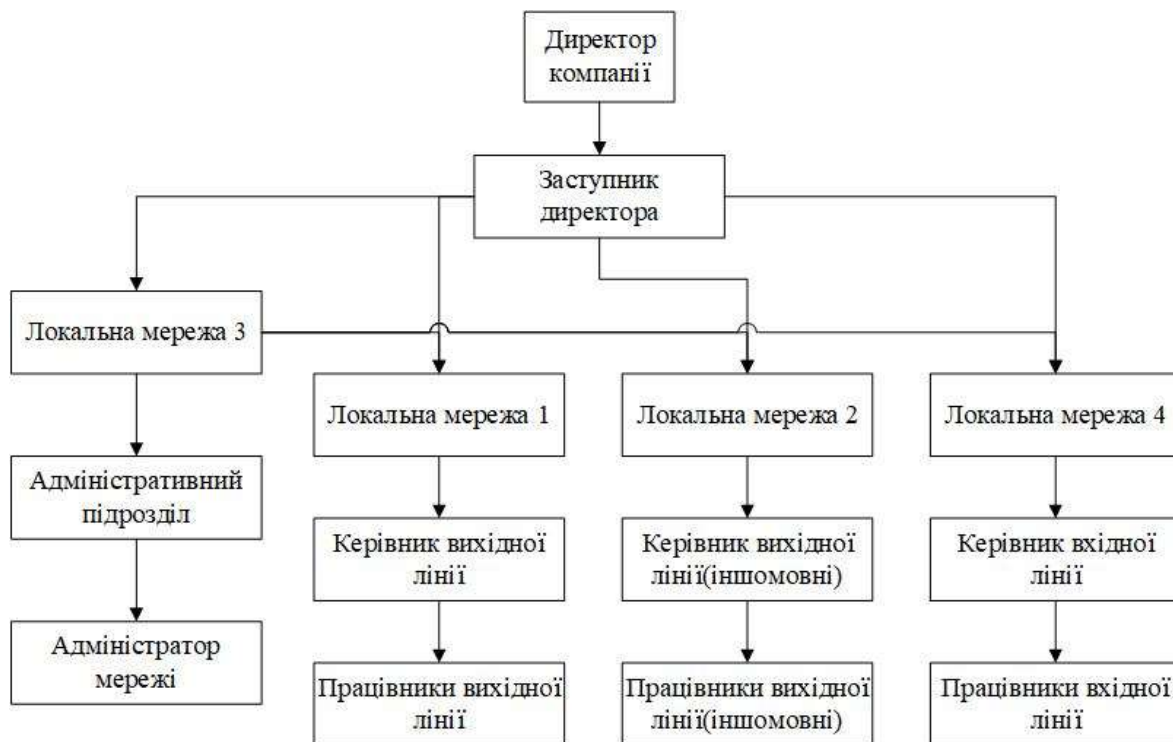 Директор
компанії
Заступник
директора
Локальна мережа 3
Локальна мережа 1
Локальна мережа 2
Локальна мережа 4
Адміністративний
підрозділ
Керівник вихідної
лінії
Керівник вихідної
лінії(іншомовні)
Керівник вхідної
лінії
Адміністратор
мережі
Працівники вихідної
лінії
Працівники вихідної
лінії(іншомовні)
Працівники вхідної
лінії